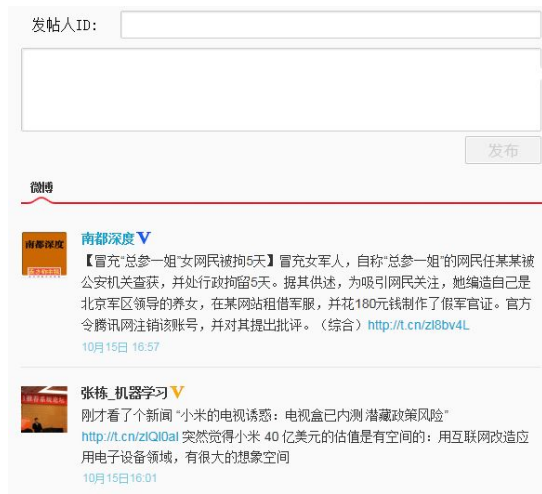 发帖人ID:
发布
微博
南都深度
南都深度V
【冒充“总参一姐”女网民被拘5天】冒充女军人，自称“总参一姐”的网民任某某被
公安机关查获，并处行政拘留5天。据其供述，为吸引网民关注，她编造自己是
北京军区领导的养女，在某网站租借军服，并花180元钱制作了假军官证。官方
令腾讯网注销该账号，并对其提出批评。（综合）http://t.cn/zl8bv4L
10月15日 16:57
张栋_机器学习V
刚才看了个新闻 “小米的电视诱惑：电视盒已内测 潜藏政策风险”
http://t.cn/zlQl0aI 突然觉得小米 40 亿美元的估值是有空间的：用互联网改造应
用电子设备领域，有很大的想象空间
10月15日16:01